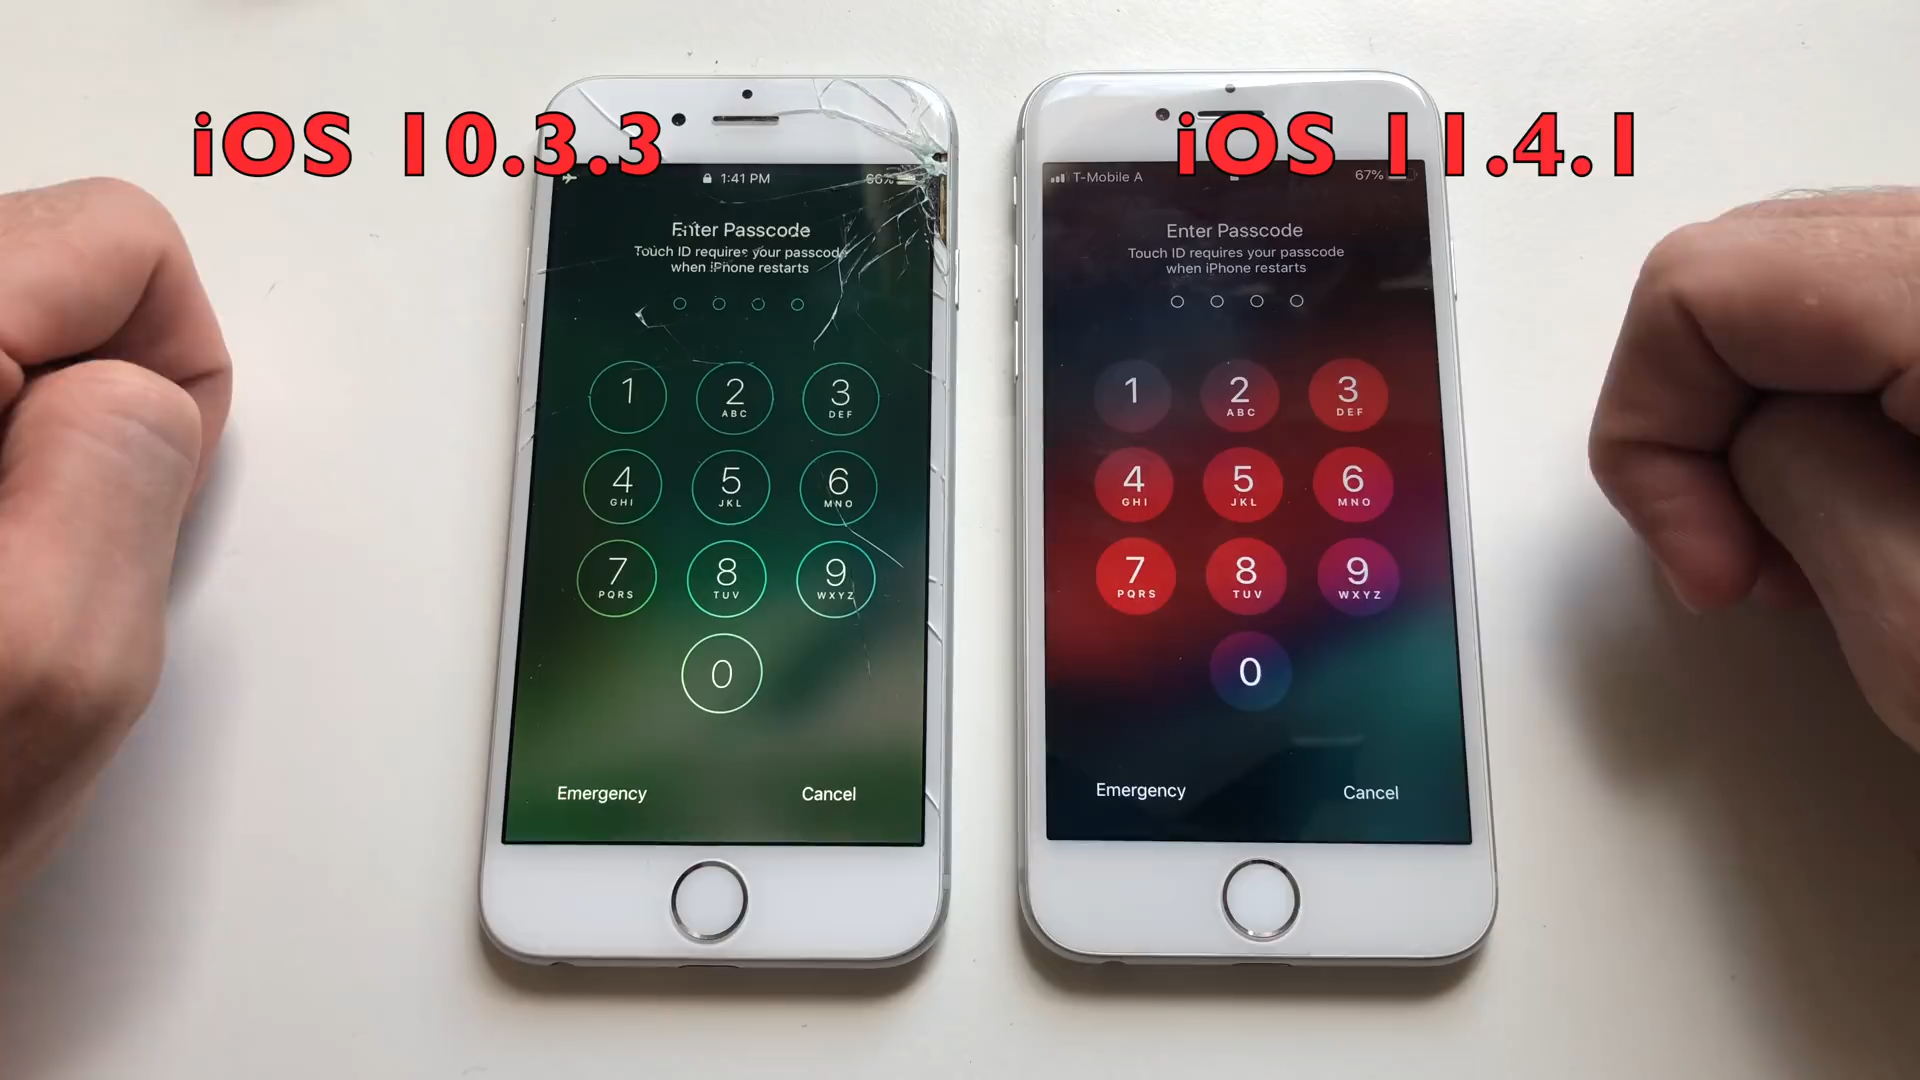 iOS 10.3.3
1:41 PM 66%
Enter Passcode
Touch ID requires your passcode
when iPhone restarts
1
2
ABC
3
DEF
4
GHI
5
JKL
6
MNO
7
PQRS
8
TUV
9
WXYZ
0
Emergency Cancel
iOS 11.4.1
T-Mobile A 67%
Enter Passcode
Touch ID requires your passcode
when iPhone restarts
1
2
ABC
3
DEF
4
GHI
5
JKL
6
MNO
7
PQRS
8
TUV
9
WXYZ
0
Emergency Cancel